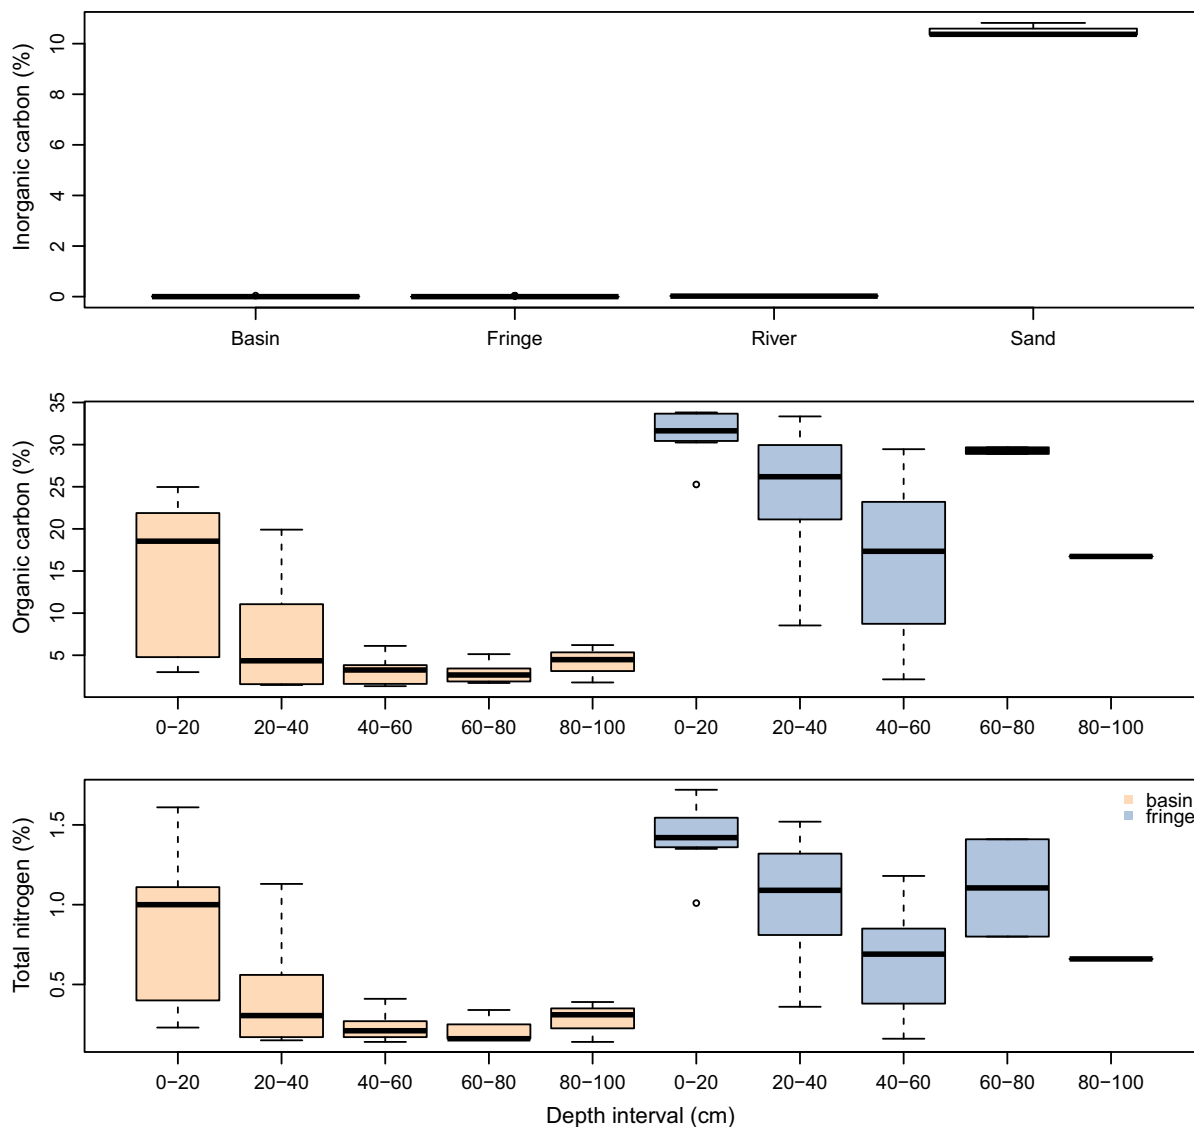 Inorganic carbon (%)
10
8
6
4
2
0
Basin Fringe River Sand
Organic carbon (%)
35
30
25
20
15
10
5
0−20 20−40 40−60 60−80 80−100 0−20 20−40 40−60 60−80 80−100
Total nitrogen (%)
1.5
1.0
0.5
basin
fringe
0−20 20−40 40−60 60−80 80−100 0−20 20−40 40−60 60−80 80−100
Depth interval (cm)